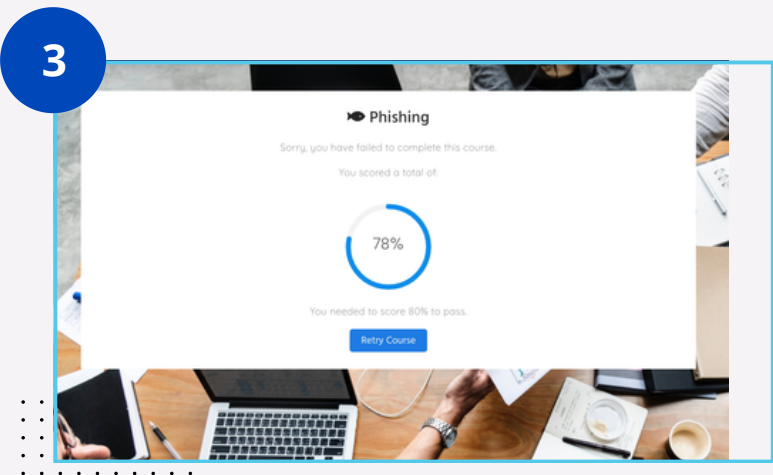 3
Phishing
Sorry, you have failed to complete this course.
You scored a total of:
78%
You needed to score 80% to pass.
Retry Course